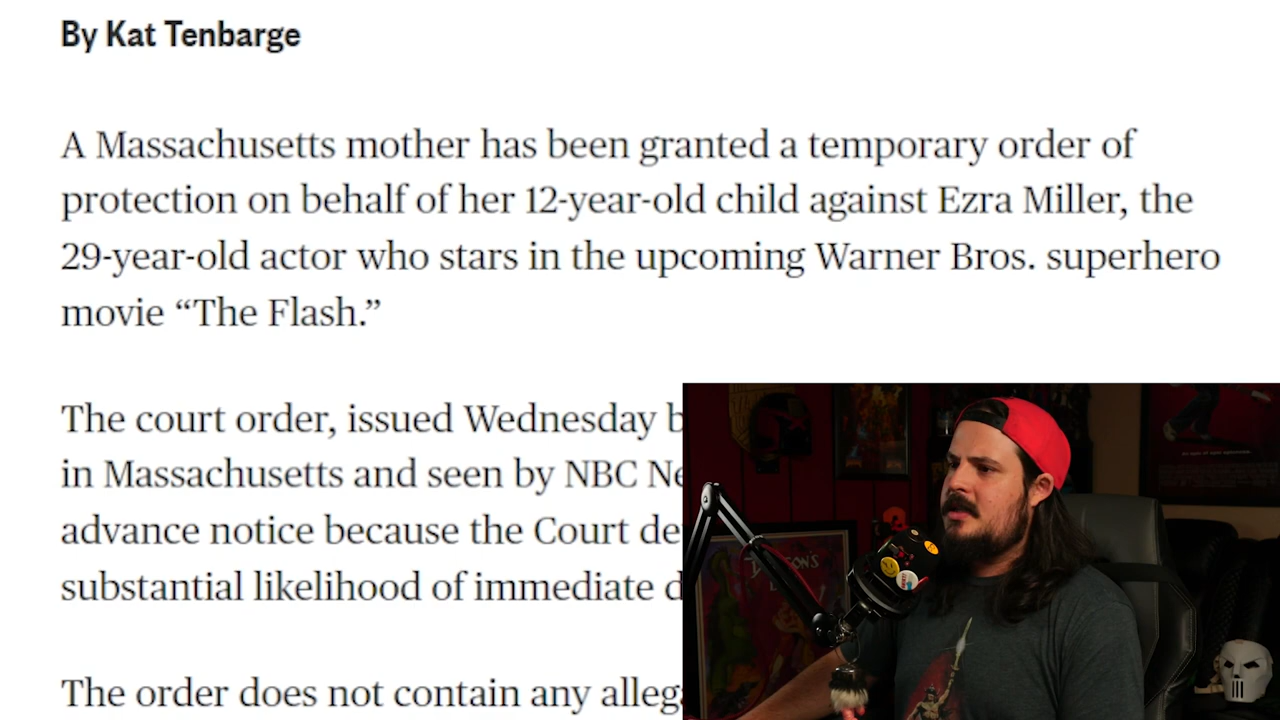 By Kat Tenbarge
A Massachusetts mother has been granted a temporary order of
protection on behalf of her 12-year-old child against Ezra Miller, the
29-year-old actor who stars in the upcoming Warner Bros. superhero
movie “The Flash.”
The court order, issued Wednesday
in Massachusetts and seen by NBC
advance notice because the Court
substantial likelihood of immediate
The order does not contain any